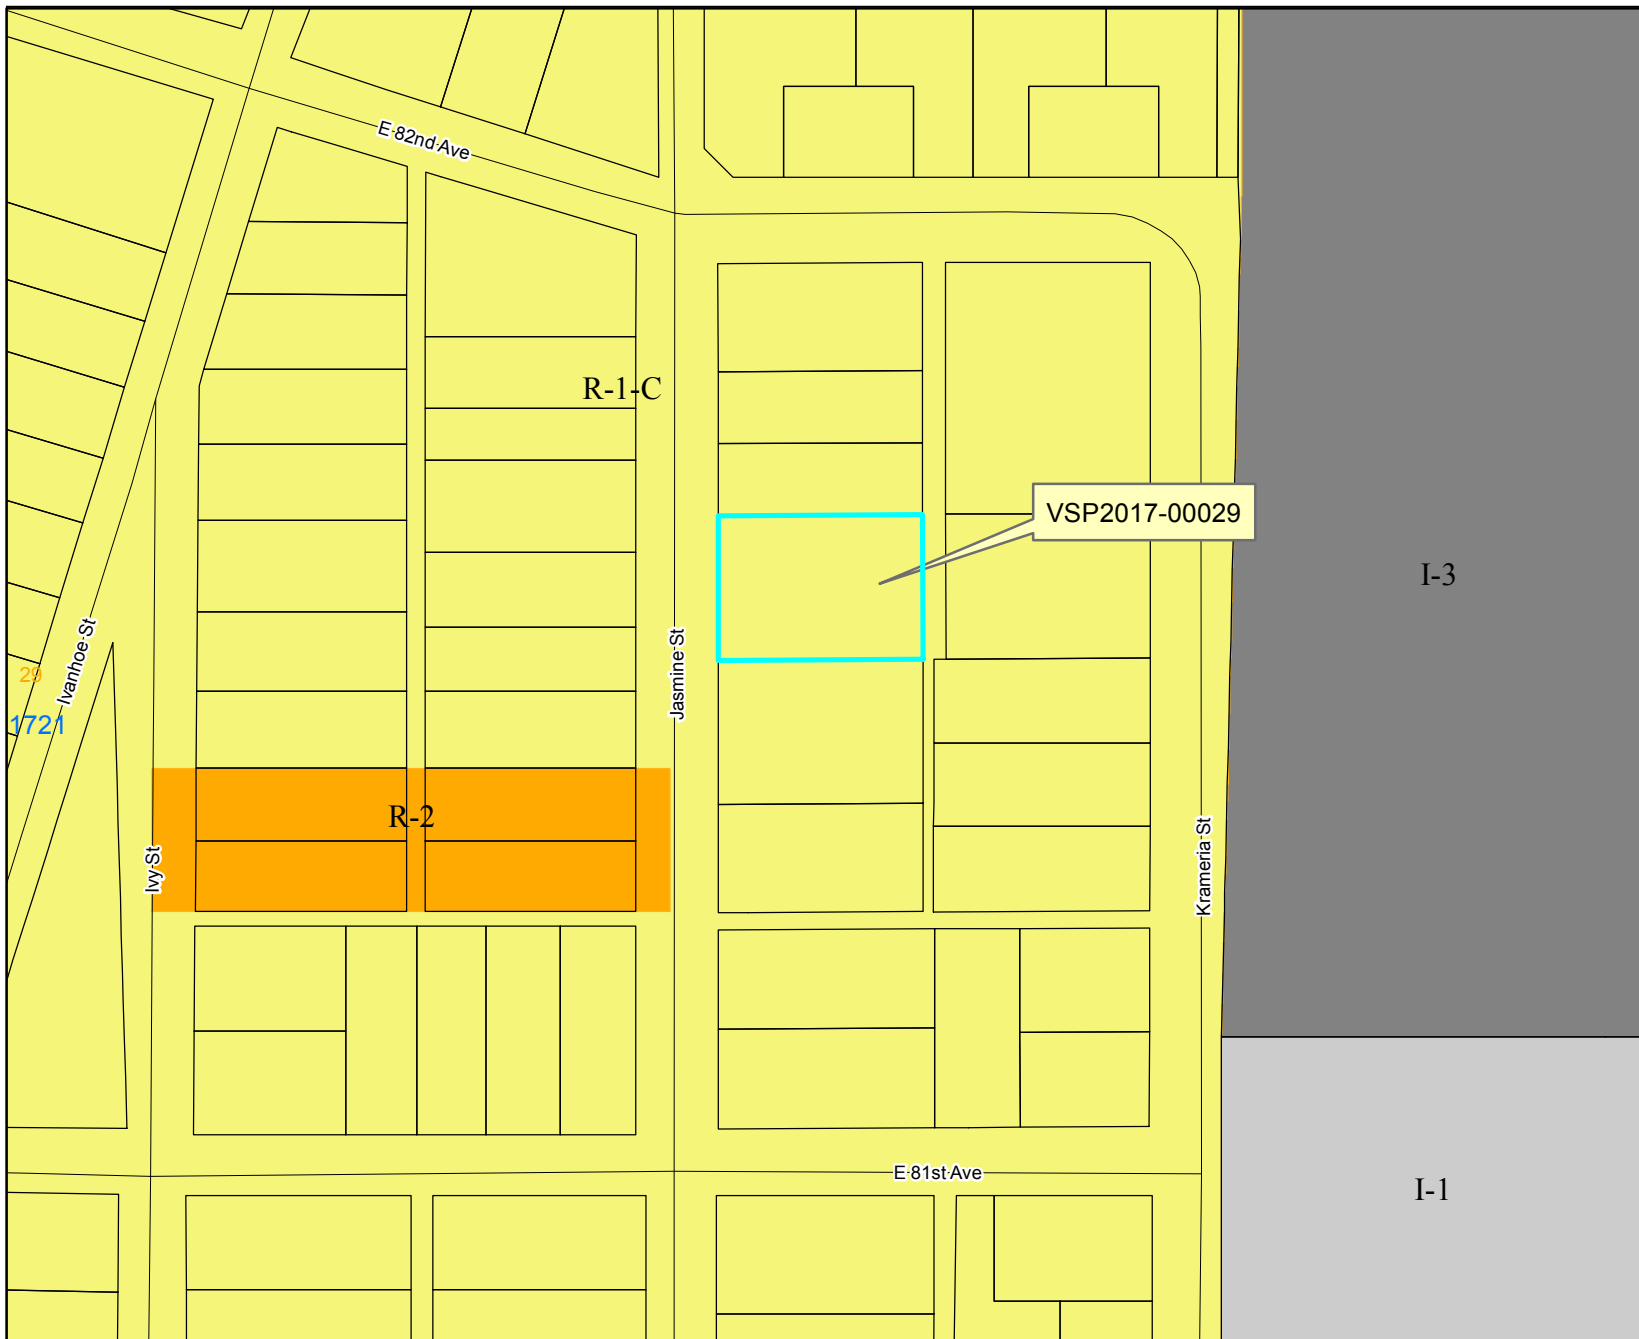 E 82nd Ave
R-1-C
VSP2017-00029
I-3
Ivanhoe St
Jasmine St
29
1721
R-2
Ivy St
Krameria St
E 81st Ave
I-1